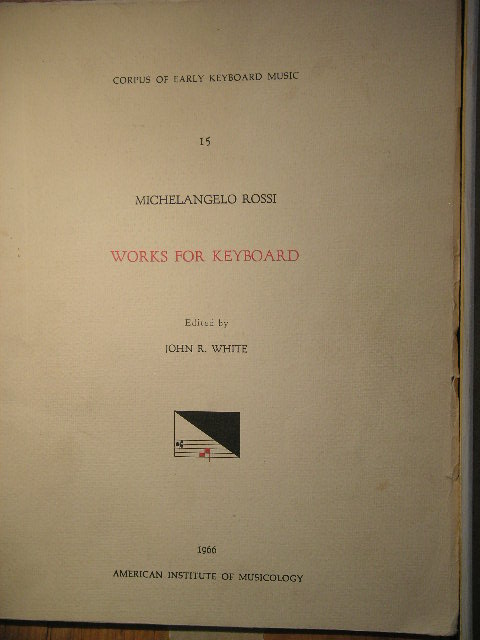 CORPUS OF EARLY KEYBOARD MUSIC
15
MICHELANGELO ROSSI
WORKS FOR KEYBOARD
Edited by
JOHN R. WHITE
1966
AMERICAN INSTITUTE OF MUSICOLOGY